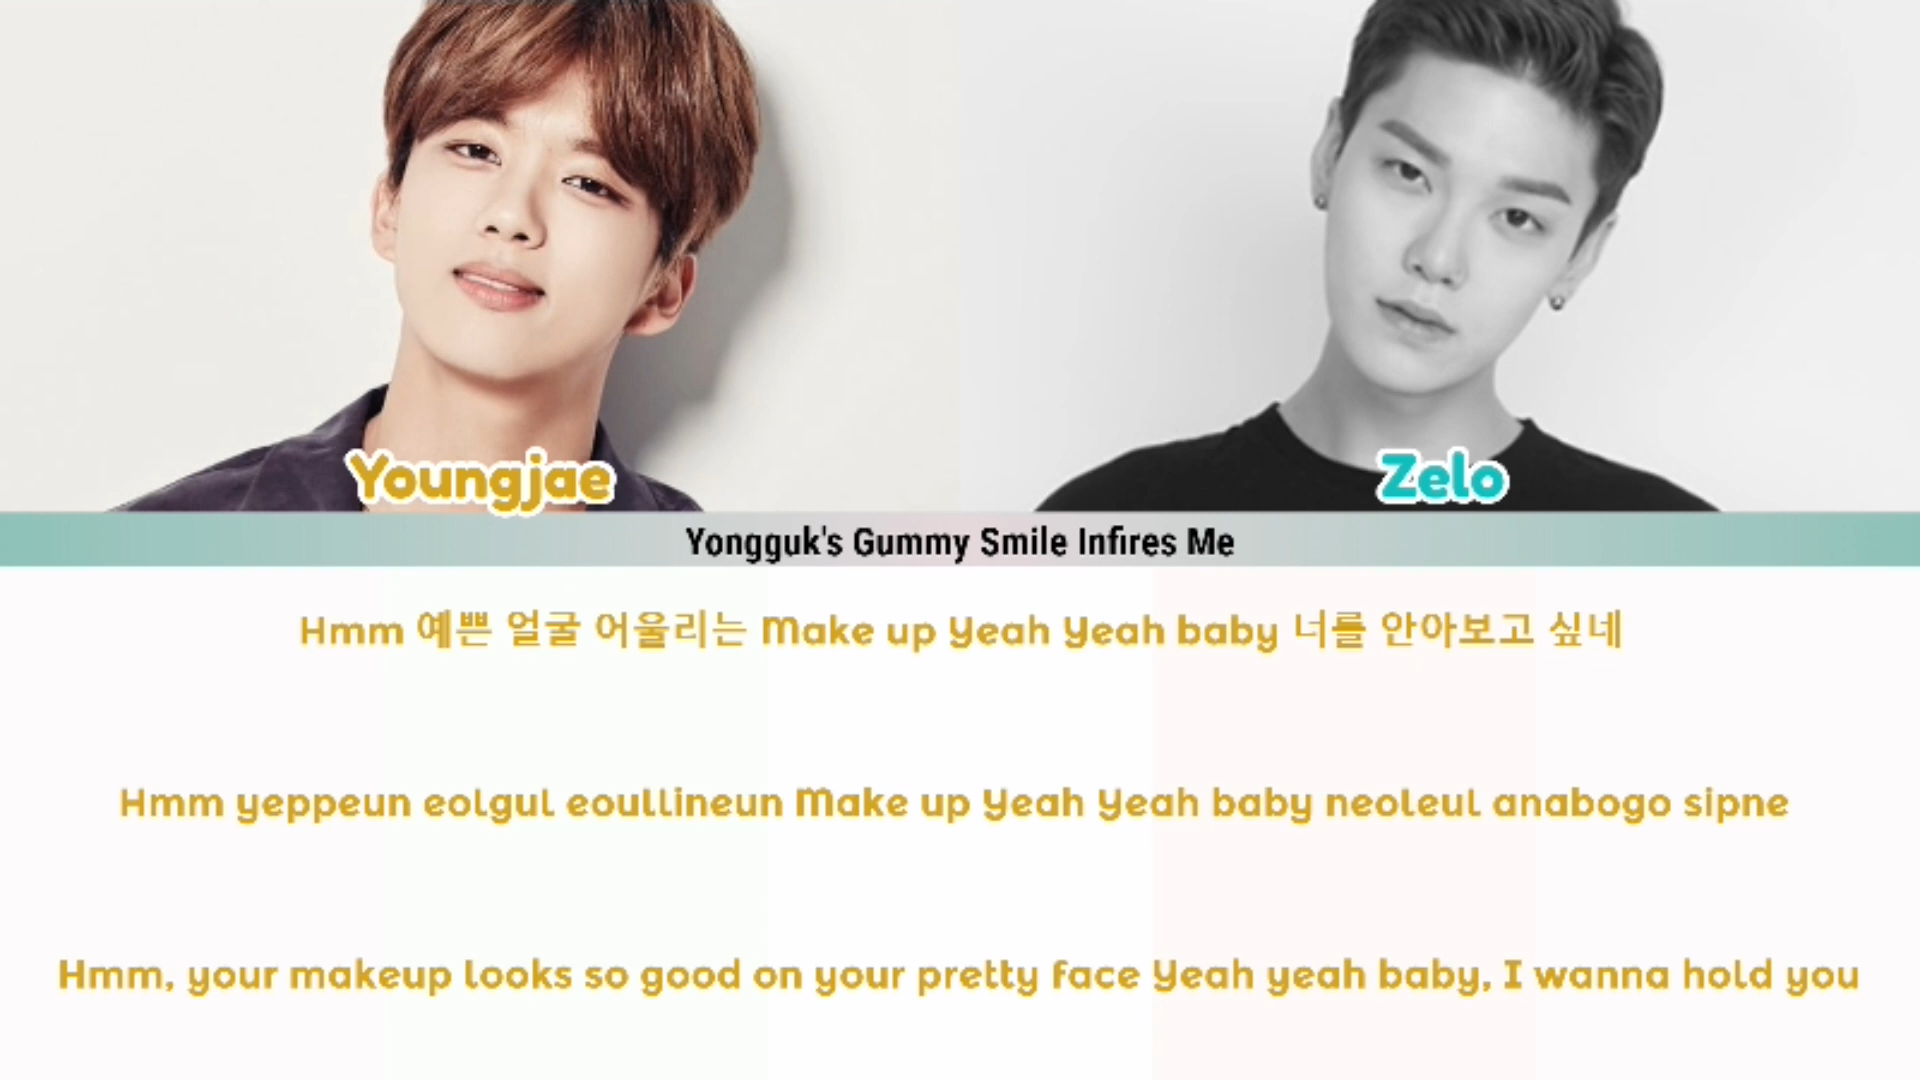 Youngjae
Zelo
Yongguk's Gummy Smile Infires Me
Hmm 예쁜 얼굴 어울리는 Make up Yeah Yeah baby 너를 안아보고 싶네
Hmm yeppeun eolgul eoullineun Make up Yeah Yeah baby neoleul anabogo sipne
Hmm, your makeup looks so good on your pretty face Yeah yeah baby, I wanna hold you